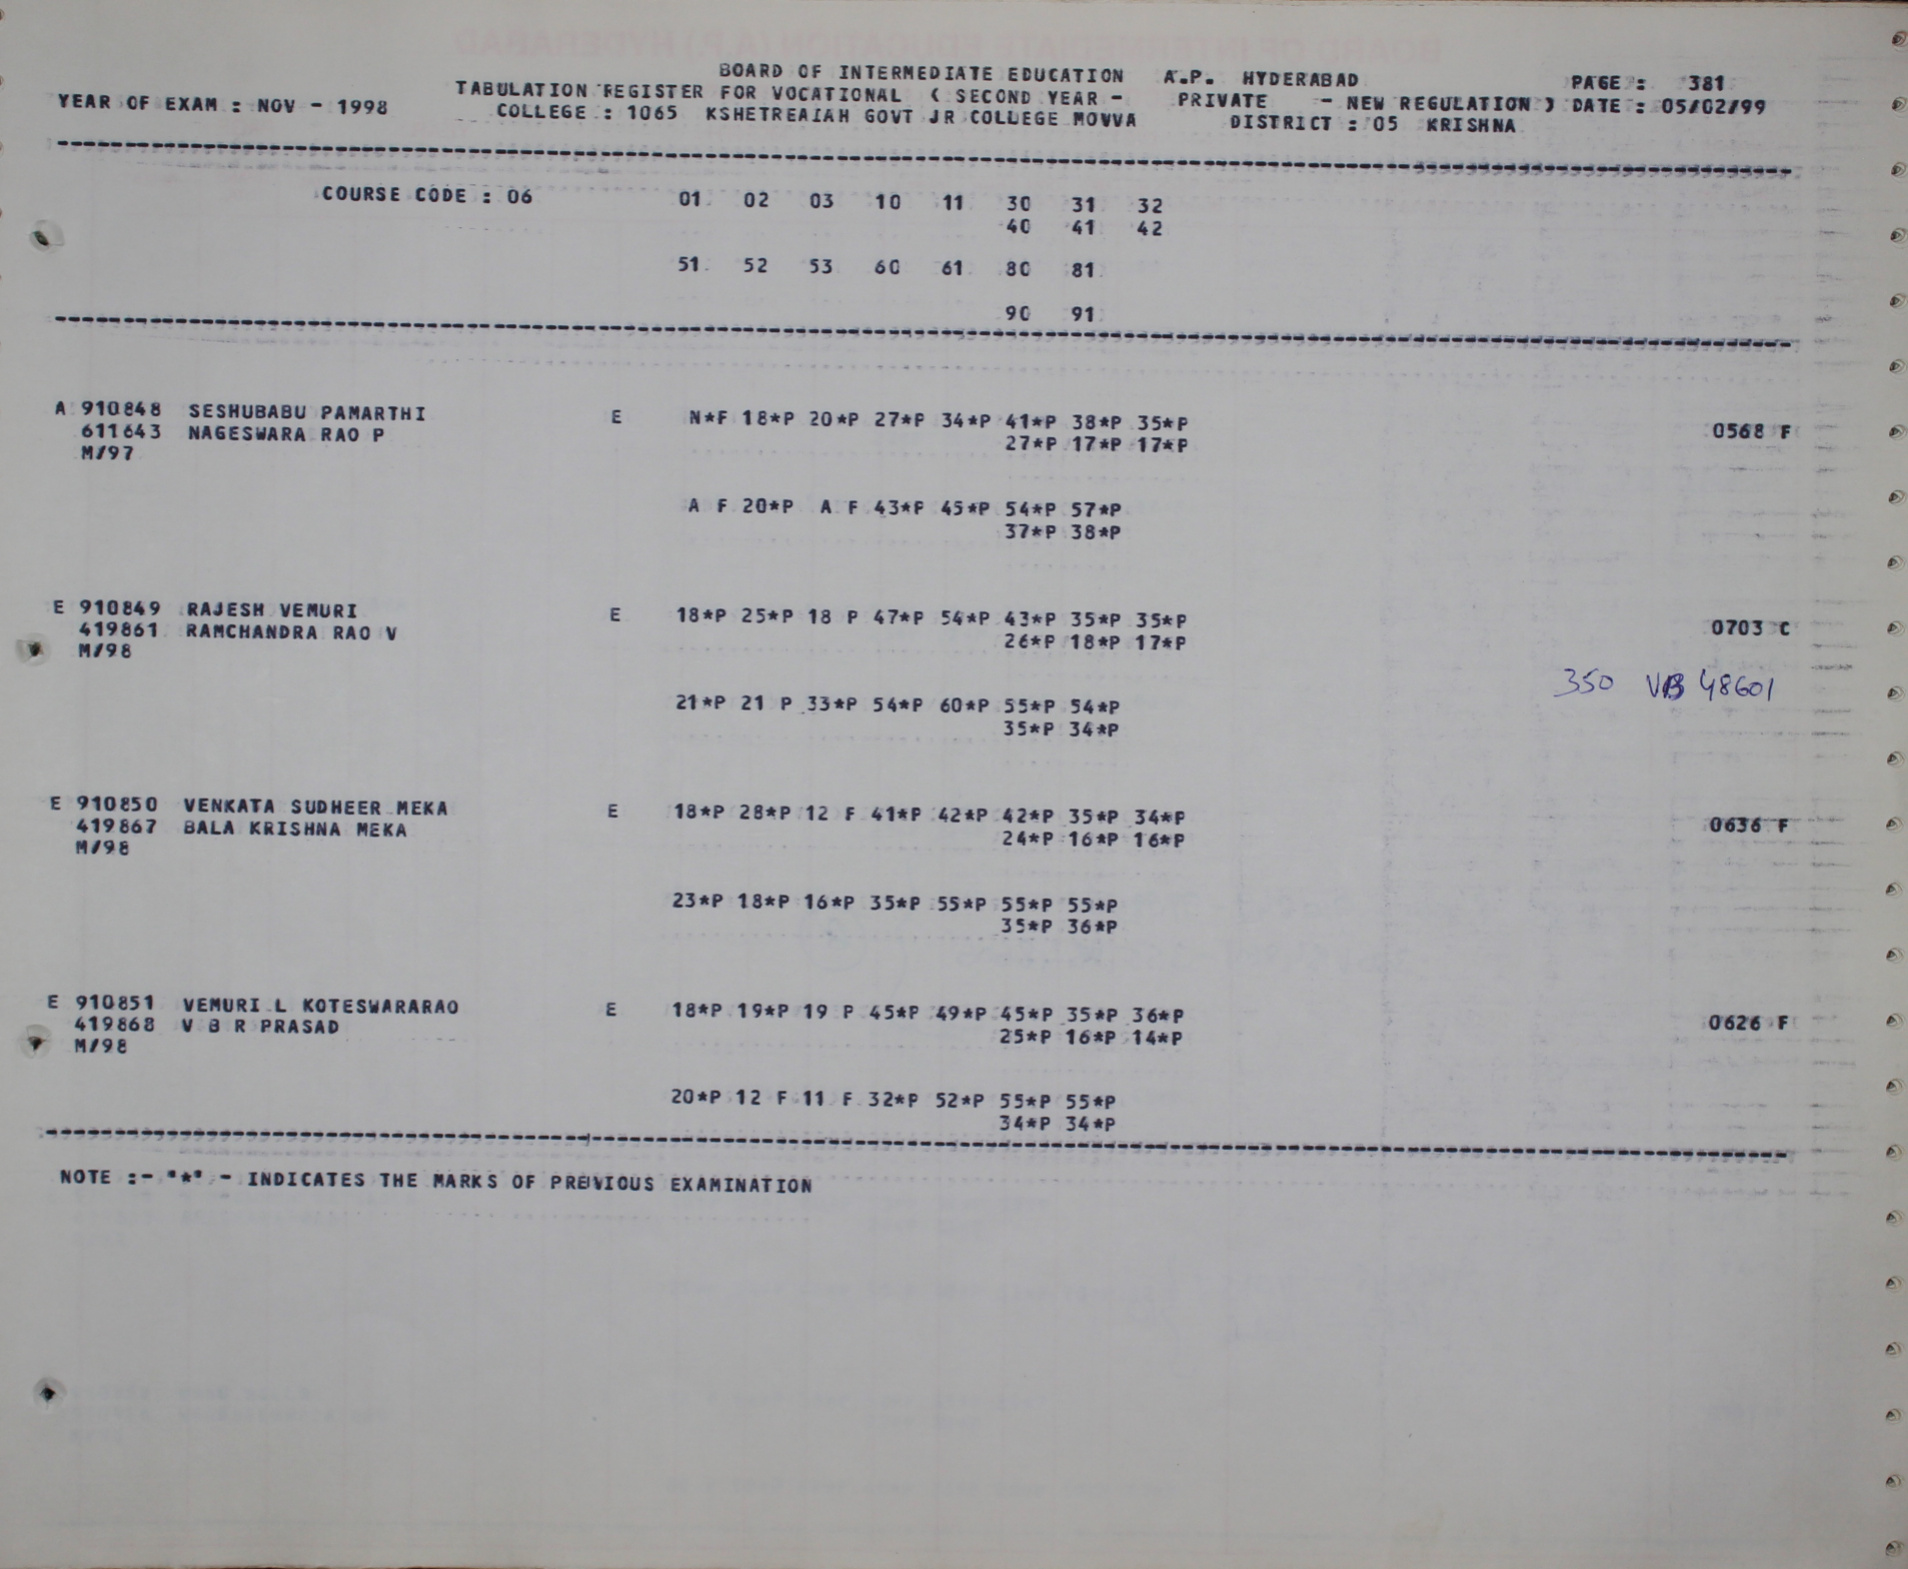 BOARD OF INTERMEDIATE EDUCATION A.P. HYDERABAD PAGE : 381
YEAR OF EXAM : NOV - 1998 TABULATION REGISTER FOR VOCATIONAL ( SECOND YEAR - PRIVATE - NEW REGULATION ) DATE : 05/02/99
COLLEGE : 1065 KSHETREAIAH GOVT JR COLLEGE MOVVA DISTRICT : 05 KRISHNA
COURSE CODE : 06 01 02 03 10 11 30 31 32
40 41 42
51 52 53 60 61 80 81
90 91
A 910848 SESHUBABU PAMARTHI E N*F 18*P 20*P 27*P 34*P 41*P 38*P 35*P 0568 F
611643 NAGESWARA RAO P 27*P 17*P 17*P
M/97
A F 20*P A F 43*P 45*P 54*P 57*P
37*P 38*P
E 910849 RAJESH VEMURI E 18*P 25*P 18 P 47*P 54*P 43*P 35*P 35*P 0703 C
419861 RAMCHANDRA RAO V 26*P 18*P 17*P
M/98
350 VB 48601
21*P 21 P 33*P 54*P 60*P 55*P 54*P
35*P 34*P
E 910850 VENKATA SUDHEER MEKA E 18*P 28*P 12 F 41*P 42*P 42*P 35*P 34*P 0636 F
419867 BALA KRISHNA MEKA 24*P 16*P 16*P
M/98
23*P 18*P 16*P 35*P 55*P 55*P 55*P
35*P 36*P
E 910851 VEMURI L KOTESWARARAO E 18*P 19*P 19 P 45*P 49*P 45*P 35*P 36*P 0626 F
419868 V B R PRASAD 25*P 16*P 14*P
M/98
20*P 12 F 11 F 32*P 52*P 55*P 55*P
34*P 34*P
NOTE :- "*" - INDICATES THE MARKS OF PREVIOUS EXAMINATION